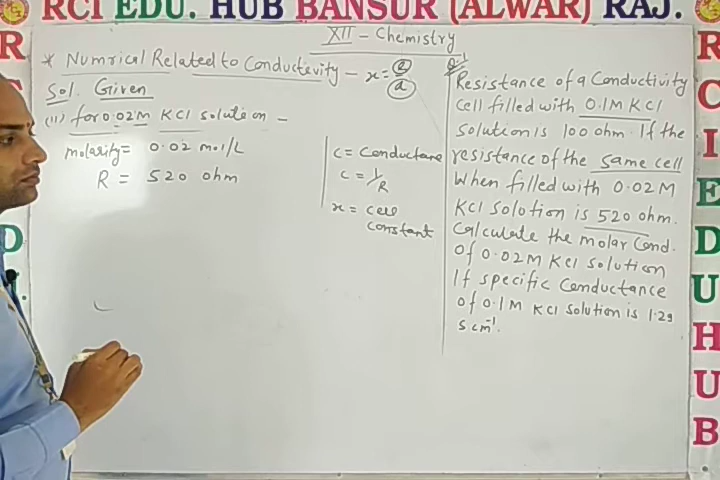 RCI EDU. HUB BANSUR (ALWAR) RAJ.
XII - Chemistry
* Numrical Related to Conductevity - x = e/a
Sol. Given
(ii) for 0.02M KCl solution -
molarity = 0.02 mol/L
R = 520 ohm
C = Conductane
C = 1/R
x = cell
constant
Q.1
Resistance of a Conductivity
Cell filled with 0.1M KCl
solution is 100 ohm. If the
resistance of the same cell
When filled with 0.02M
KCl solution is 520 ohm.
Calculate the molar Cond.
of 0.02M KCl solution
If specific Conductance
of 0.1M KCl solution is 1.29
S cm⁻¹.
R
C
I
E
D
U
H
U
B
R
D